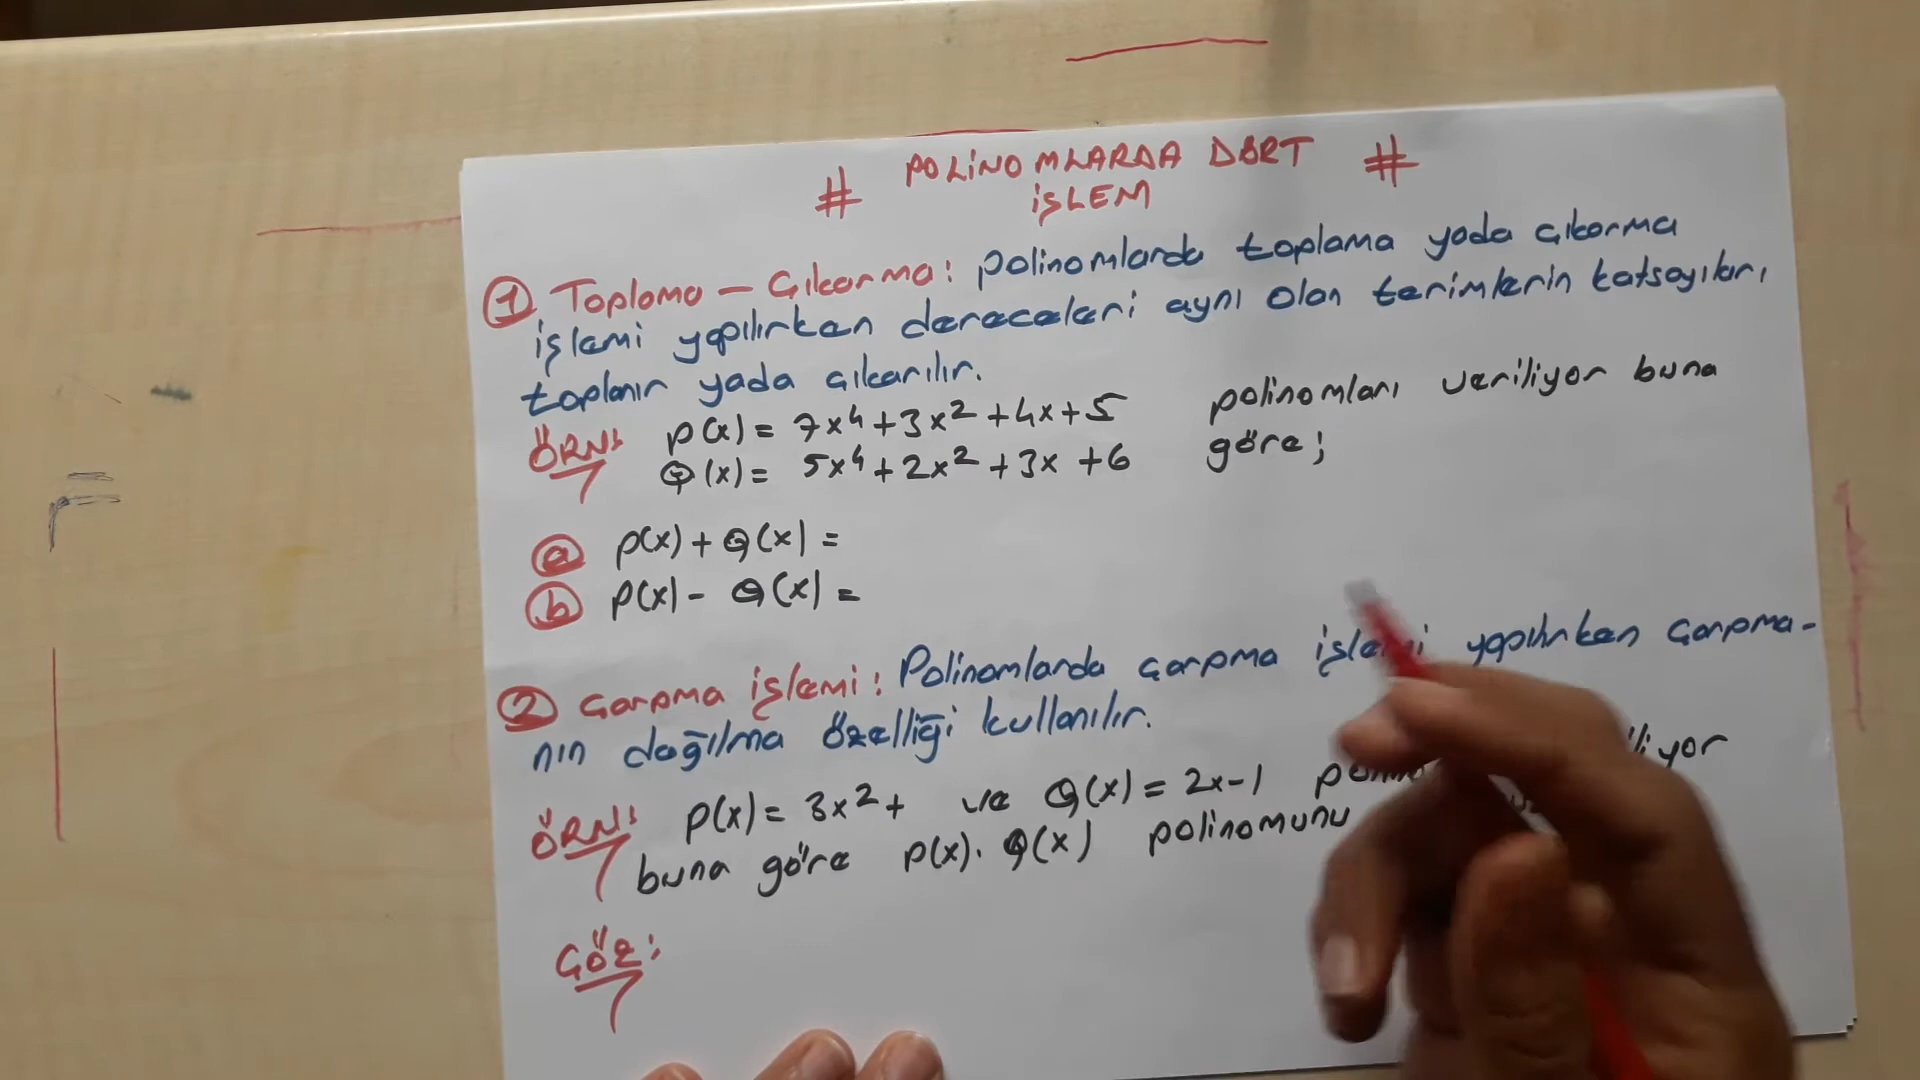 # POLİNOMLARDA DÖRT #
İŞLEM
① Toplama – Çıkarma: polinomlarda toplama yada çıkarma
işlemi yapılırken dereceleri aynı olan terimlerin katsayıları
toplanır yada çıkarılır.
ÖRN: P(x) = 7x⁴+3x²+4x+5 polinomları veriliyor buna
Q(x) = 5x⁴+2x²+3x+6 göre;
ⓐ P(x)+Q(x) =
ⓑ P(x) - Q(x) =
② Çarpma işlemi: Polinomlarda çarpma işlemi yapılırken çarpma-
nın dağılma özelliği kullanılır.
ÖRN: P(x) = 3x²+ ve Q(x) = 2x-1
buna göre P(x). Q(x) polinomunu
ÇÖZ: